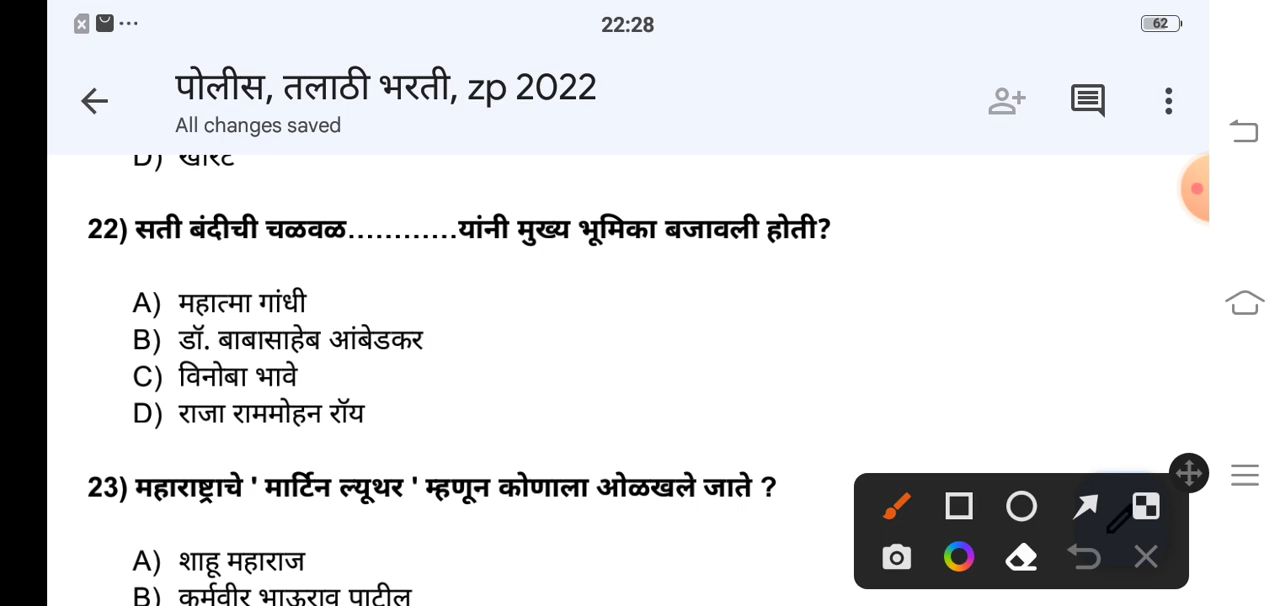 22:28
62
पोलीस, तलाठी भरती, zp 2022
All changes saved
D) खारट
22) सती बंदीची चळवळ............यांनी मुख्य भूमिका बजावली होती?
A) महात्मा गांधी
B) डॉ. बाबासाहेब आंबेडकर
C) विनोबा भावे
D) राजा राममोहन रॉय
23) महाराष्ट्राचे ' मार्टिन ल्यूथर ' म्हणून कोणाला ओळखले जाते ?
A) शाहू महाराज
B) कर्मवीर भाऊराव पाटील